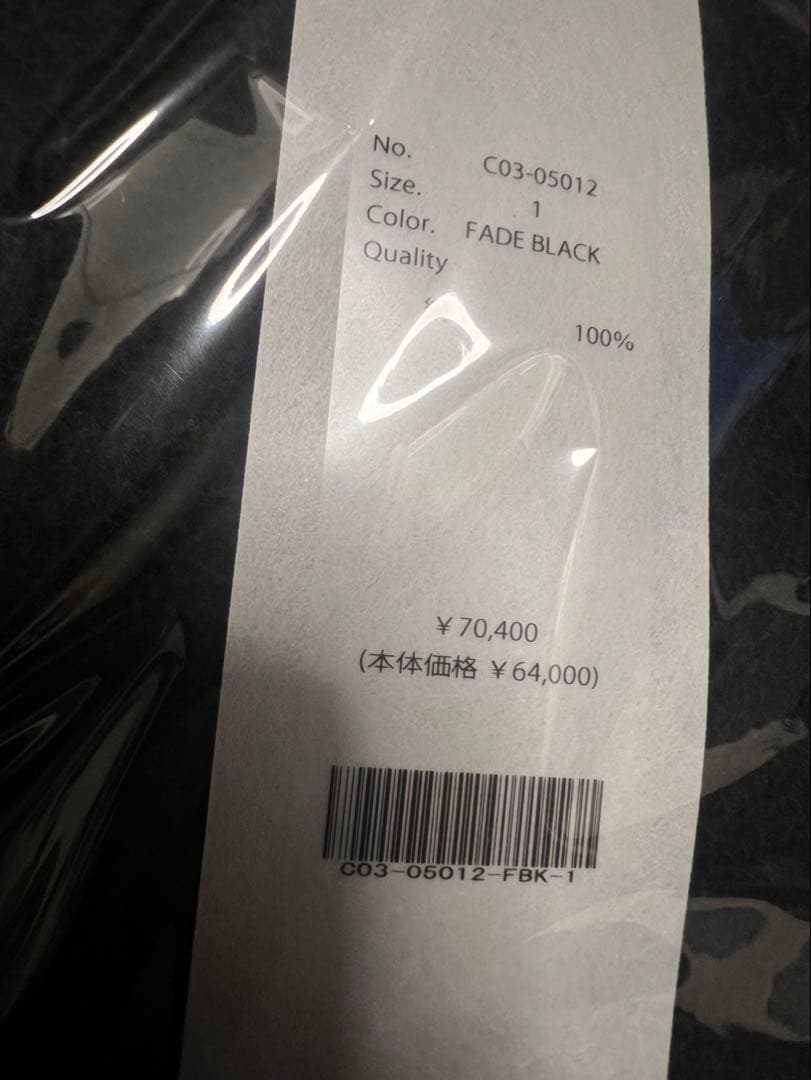 No. C03-05012
Size. 1
Color. FADE BLACK
Quality
100%
¥70,400
(本体価格 ¥64,000)
C03-05012-FBK-1